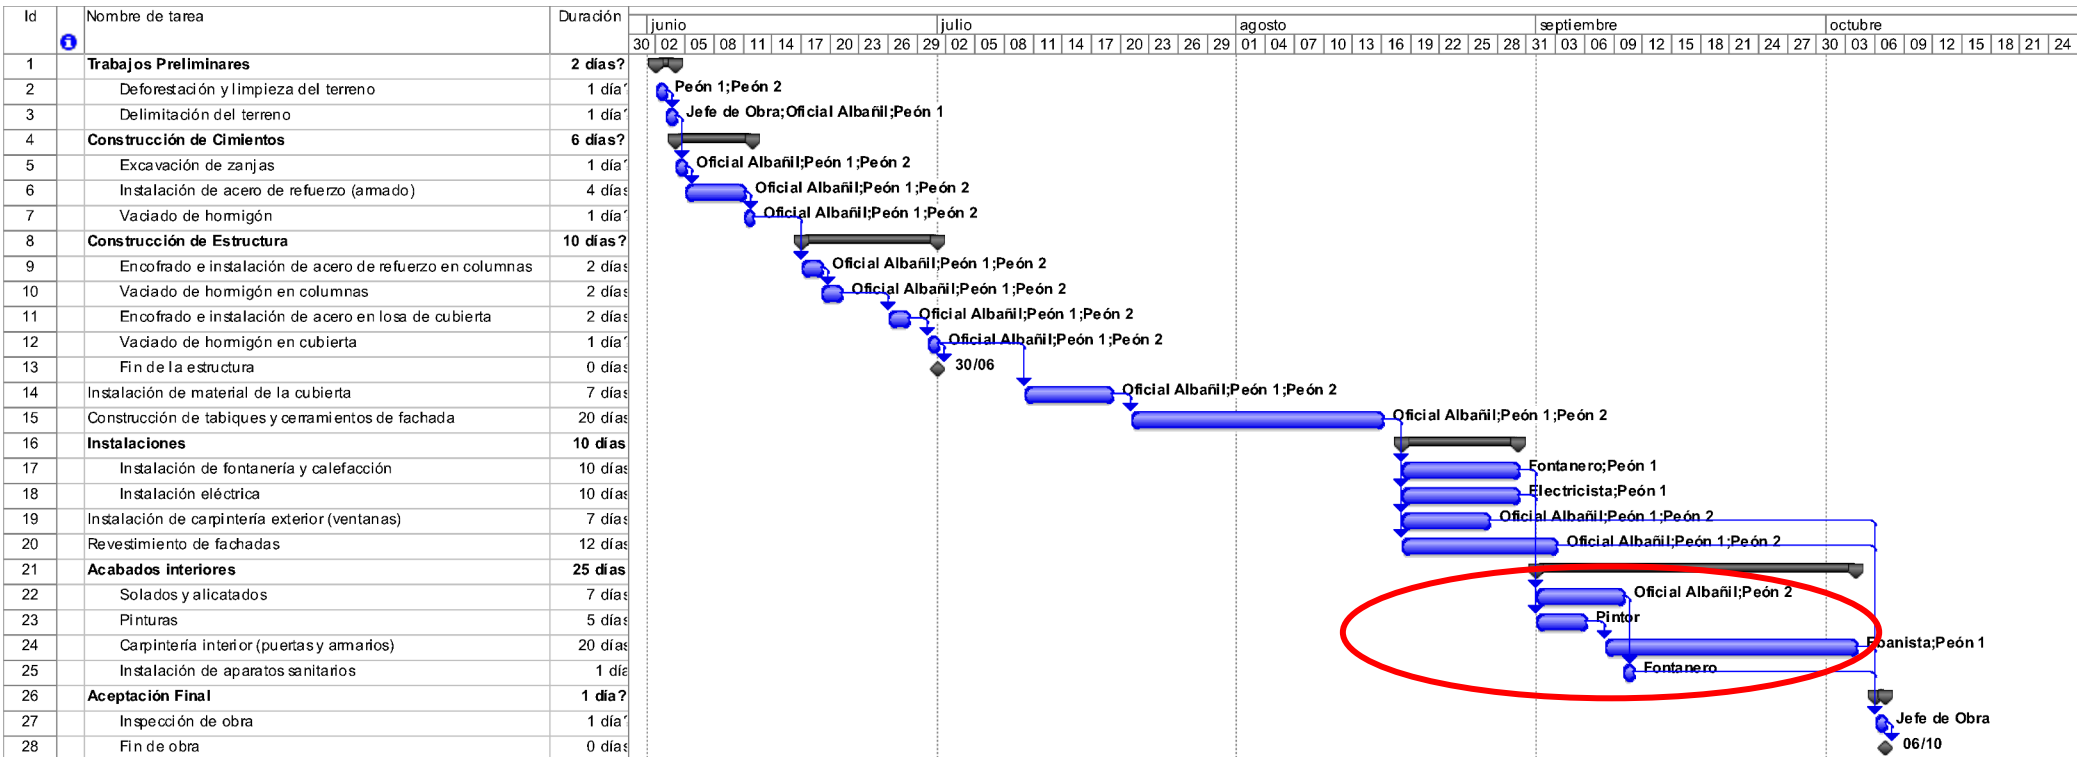 Id Nombre de tarea Duración junio julio agosto septiembre octubre
30 02 05 08 11 14 17 20 23 26 29 02 05 08 11 14 17 20 23 26 29 01 04 07 10 13 16 19 22 25 28 31 03 06 09 12 15 18 21 24 27 30 03 06 09 12 15 18 21 24
1 Trabajos Preliminares 2 días?
2 Deforestación y limpieza del terreno 1 día? Peón 1;Peón 2
3 Delimitación del terreno 1 día? Jefe de Obra;Oficial Albañil;Peón 1
4 Construcción de Cimientos 6 días?
5 Excavación de zanjas 1 día? Oficial Albañil;Peón 1;Peón 2
6 Instalación de acero de refuerzo (armado) 4 días Oficial Albañil;Peón 1;Peón 2
7 Vaciado de hormigón 1 día? Oficial Albañil;Peón 1;Peón 2
8 Construcción de Estructura 10 días?
9 Encofrado e instalación de acero de refuerzo en columnas 2 días Oficial Albañil;Peón 1;Peón 2
10 Vaciado de hormigón en columnas 2 días Oficial Albañil;Peón 1;Peón 2
11 Encofrado e instalación de acero en losa de cubierta 2 días Oficial Albañil;Peón 1;Peón 2
12 Vaciado de hormigón en cubierta 1 día? Oficial Albañil;Peón 1;Peón 2
13 Fin de la estructura 0 días 30/06
14 Instalación de material de la cubierta 7 días Oficial Albañil;Peón 1;Peón 2
15 Construcción de tabiques y cerramientos de fachada 20 días Oficial Albañil;Peón 1;Peón 2
16 Instalaciones 10 días
17 Instalación de fontanería y calefacción 10 días Fontanero;Peón 1
18 Instalación eléctrica 10 días Electricista;Peón 1
19 Instalación de carpintería exterior (ventanas) 7 días Oficial Albañil;Peón 1;Peón 2
20 Revestimiento de fachadas 12 días Oficial Albañil;Peón 1;Peón 2
21 Acabados interiores 25 días
22 Solados y alicatados 7 días Oficial Albañil;Peón 2
23 Pinturas 5 días Pintor
24 Carpintería interior (puertas y armarios) 20 días Ebanista;Peón 1
25 Instalación de aparatos sanitarios 1 día Fontanero
26 Aceptación Final 1 día?
27 Inspección de obra 1 día? Jefe de Obra
28 Fin de obra 0 días 06/10